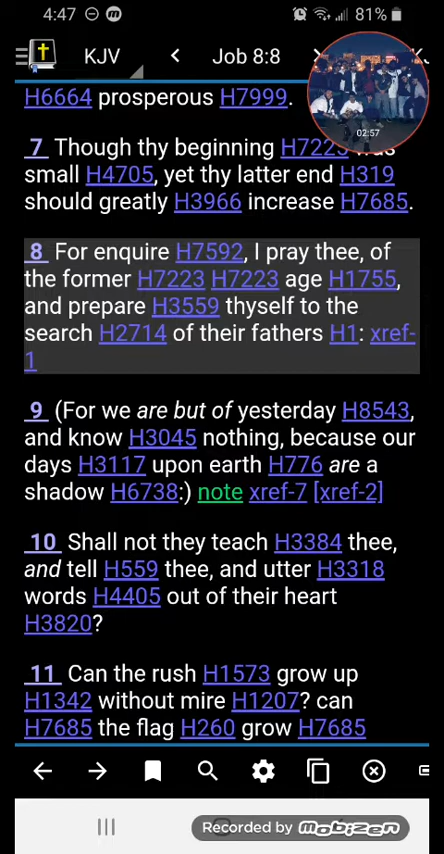 4:47 81%
KJV < Job 8:8 >
02:57
H6664 prosperous H7999.
7 Though thy beginning H7223 was
small H4705, yet thy latter end H319
should greatly H3966 increase H7685.
8 For enquire H7592, I pray thee, of
the former H7223 H7223 age H1755,
and prepare H3559 thyself to the
search H2714 of their fathers H1: xref-
1
9 (For we are but of yesterday H8543,
and know H3045 nothing, because our
days H3117 upon earth H776 are a
shadow H6738:) note xref-7 [xref-2]
10 Shall not they teach H3384 thee,
and tell H559 thee, and utter H3318
words H4405 out of their heart
H3820?
11 Can the rush H1573 grow up
H1342 without mire H1207? can
H7685 the flag H260 grow H7685
Recorded by Mobizen